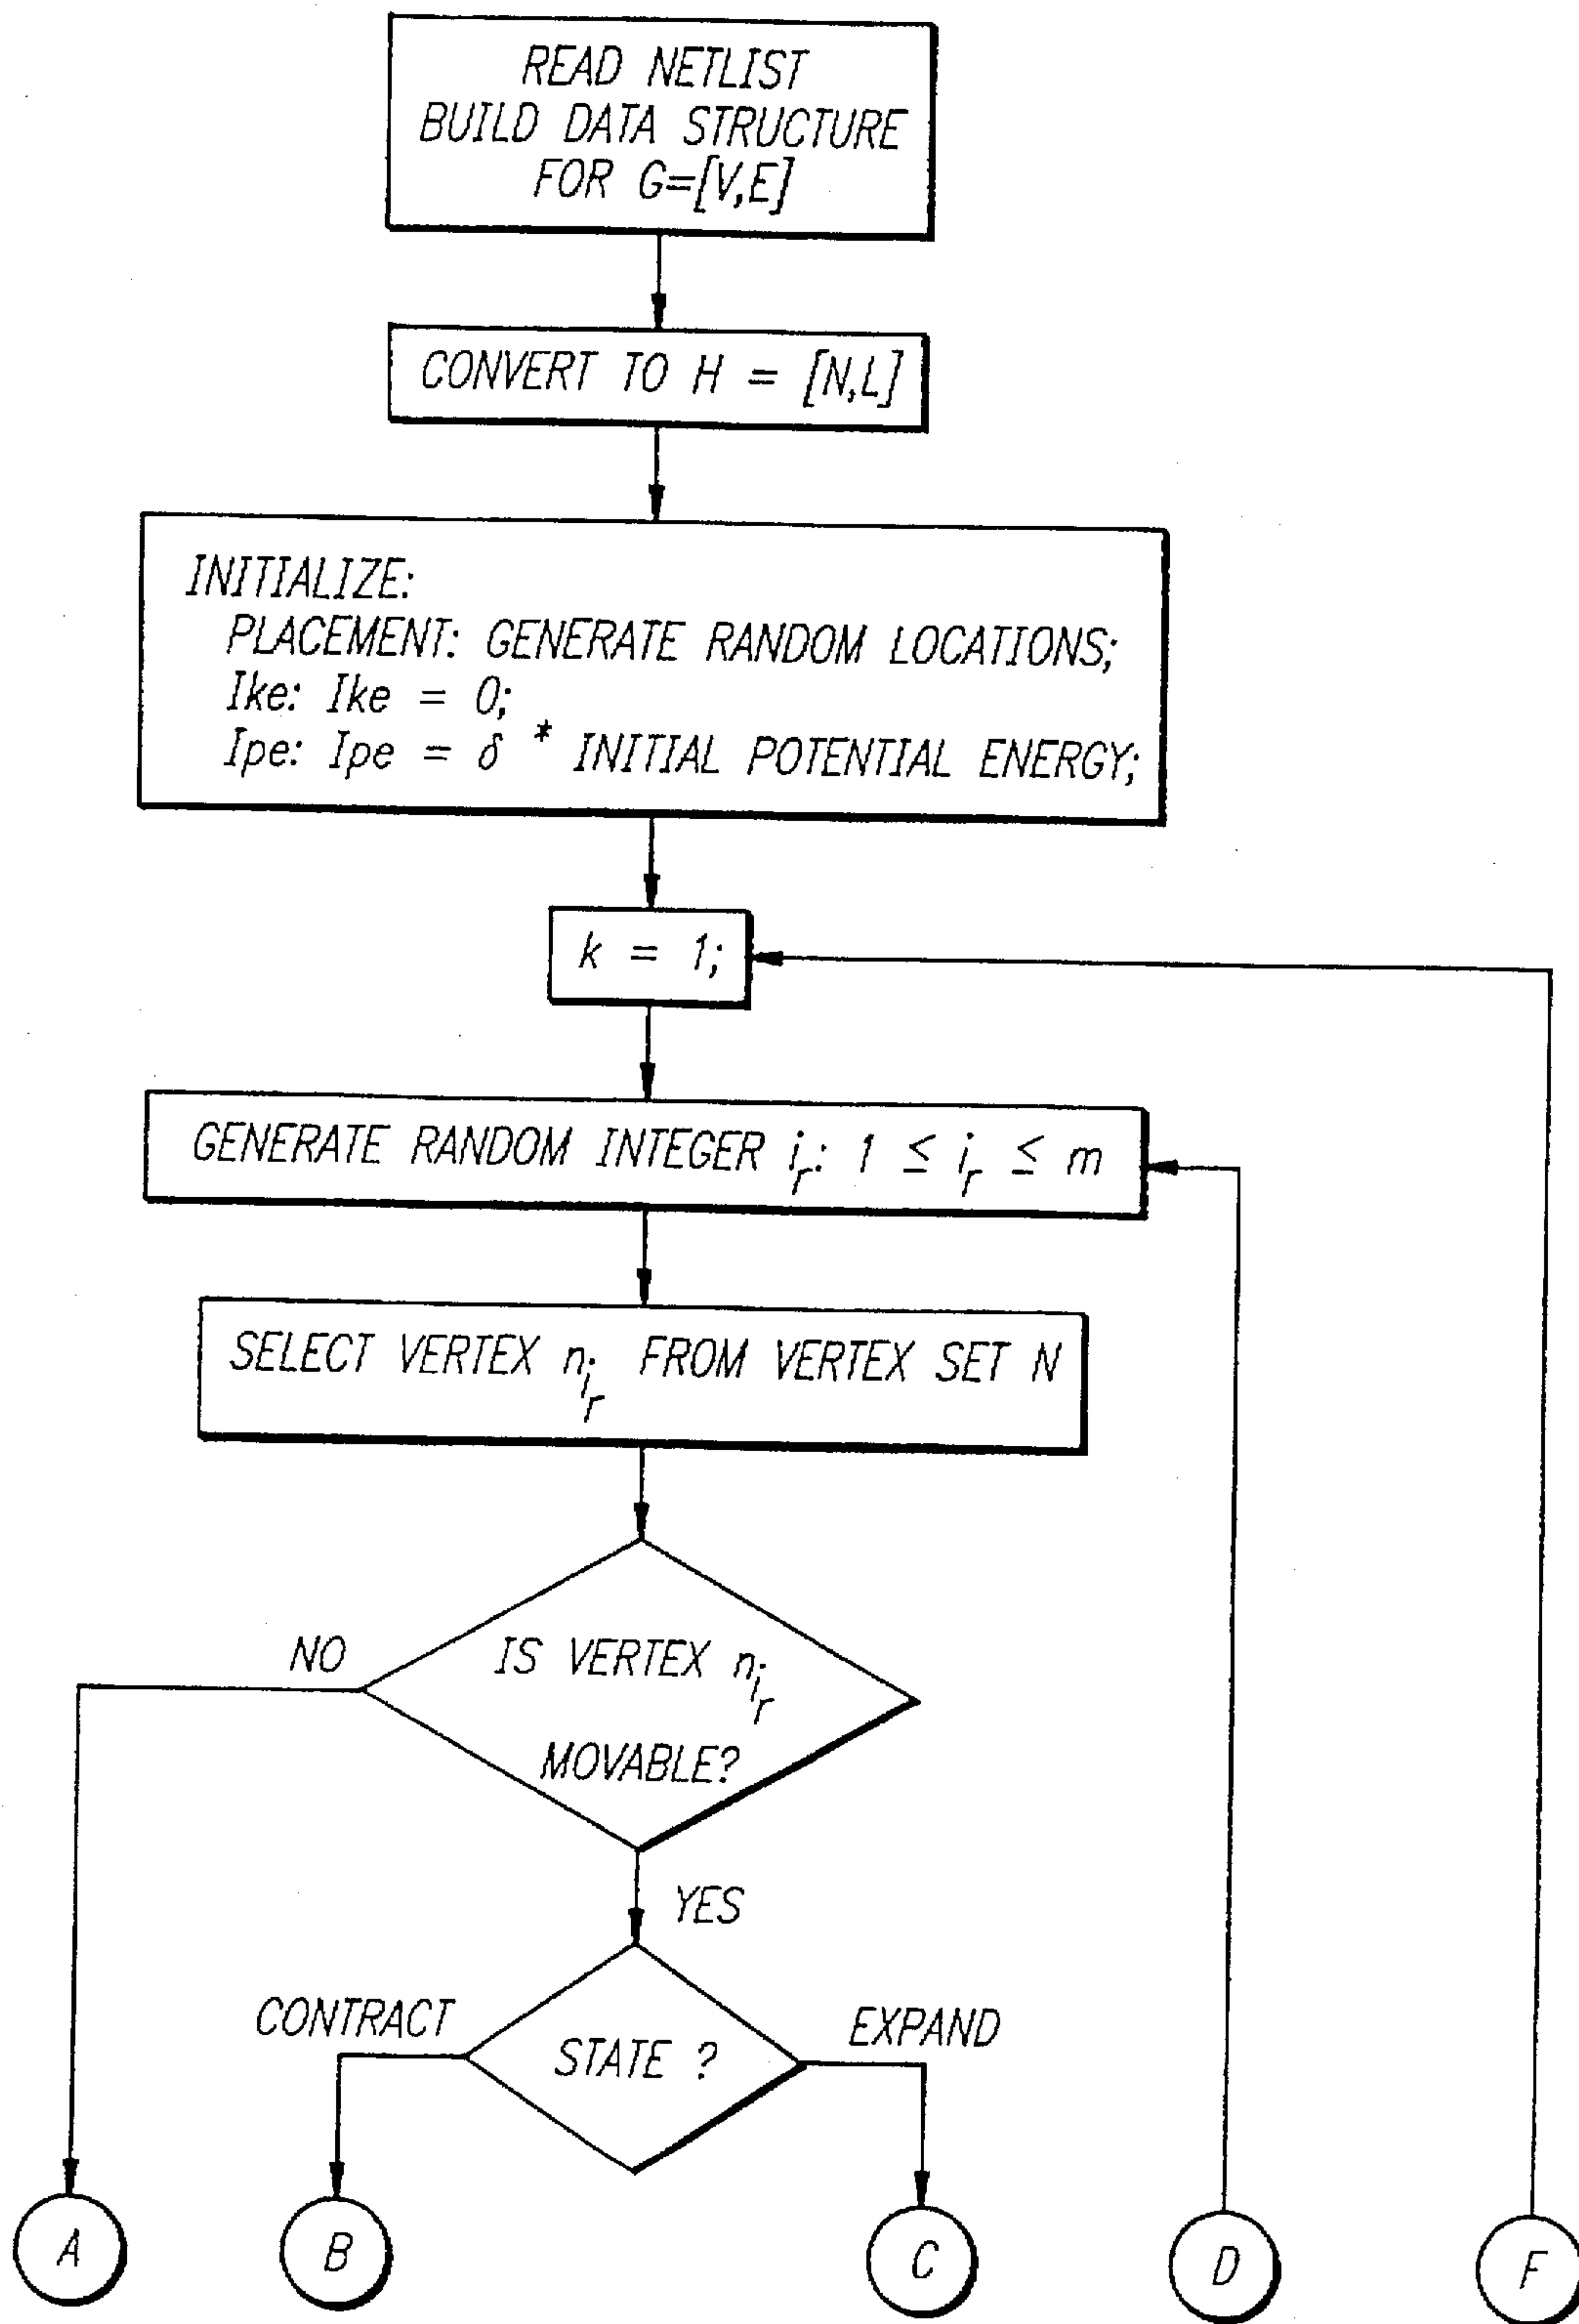 READ NETLIST
BUILD DATA STRUCTURE
FOR G=[V,E]
CONVERT TO H = [N,L]
INITIALIZE:
PLACEMENT: GENERATE RANDOM LOCATIONS;
Ike: Ike = 0;
Ipe: Ipe = δ * INITIAL POTENTIAL ENERGY;
k = 1;
GENERATE RANDOM INTEGER i_r: 1 ≤ i_r ≤ m
SELECT VERTEX n_i_r FROM VERTEX SET N
IS VERTEX n_i_r
MOVABLE?
NO
YES
STATE ?
CONTRACT
EXPAND
A
B
C
D
F